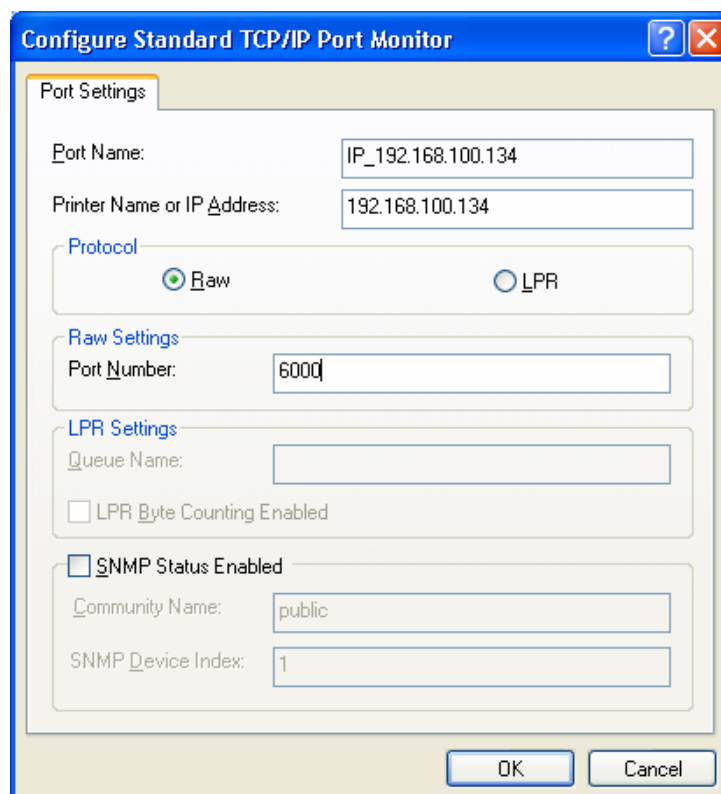 Configure Standard TCP/IP Port Monitor
Port Settings
Port Name: IP_192.168.100.134
Printer Name or IP Address: 192.168.100.134
Protocol
Raw LPR
Raw Settings
Port Number: 6000
LPR Settings
Queue Name:
LPR Byte Counting Enabled
SNMP Status Enabled
Community Name: public
SNMP Device Index: 1
OK Cancel